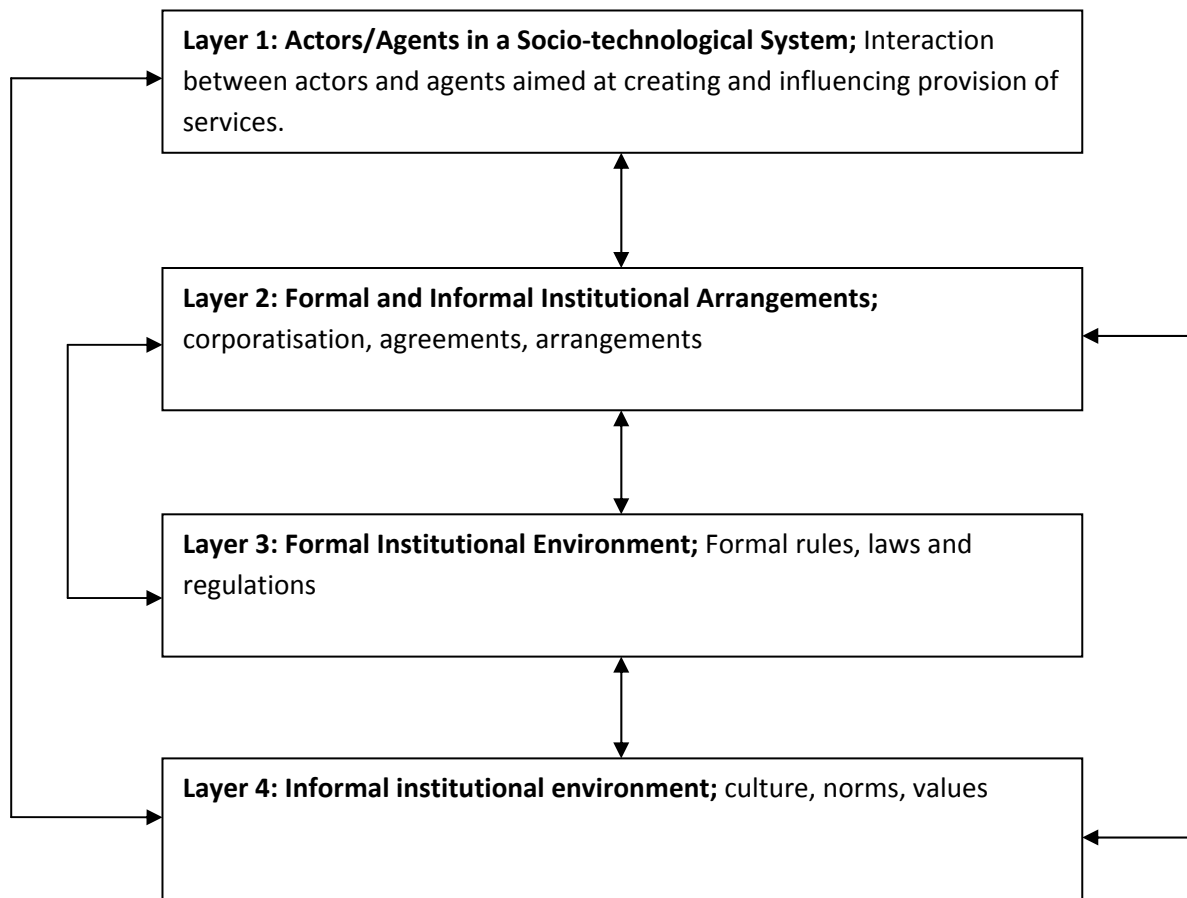 Layer 1: Actors/Agents in a Socio-technological System; Interaction
between actors and agents aimed at creating and influencing provision of
services.
Layer 2: Formal and Informal Institutional Arrangements;
corporatisation, agreements, arrangements
Layer 3: Formal Institutional Environment; Formal rules, laws and
regulations
Layer 4: Informal institutional environment; culture, norms, values